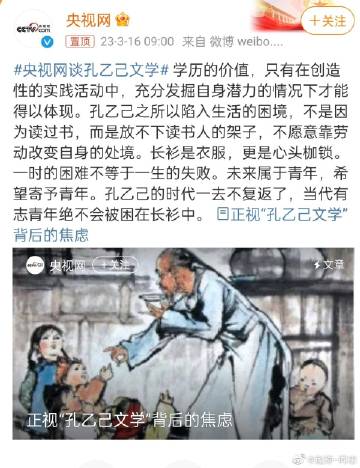 央视网
+关注
CCTV.com
置顶 23-3-16 09:00 来自 微博 weibo....
#央视网谈孔乙己文学# 学历的价值，只有在创造
性的实践活动中，充分发掘自身潜力的情况下才能
得以体现。孔乙己之所以陷入生活的困境，不是因
为读过书，而是放不下读书人的架子，不愿意靠劳
动改变自身的处境。长衫是衣服，更是心头枷锁。
一时的困难不等于一生的失败。未来属于青年，希
望寄予青年。孔乙己的时代一去不复返了，当代有
志青年绝不会被困在长衫中。 正视“孔乙己文学”
背后的焦虑
央视网 +关注
文章
正视“孔乙己文学”背后的焦虑